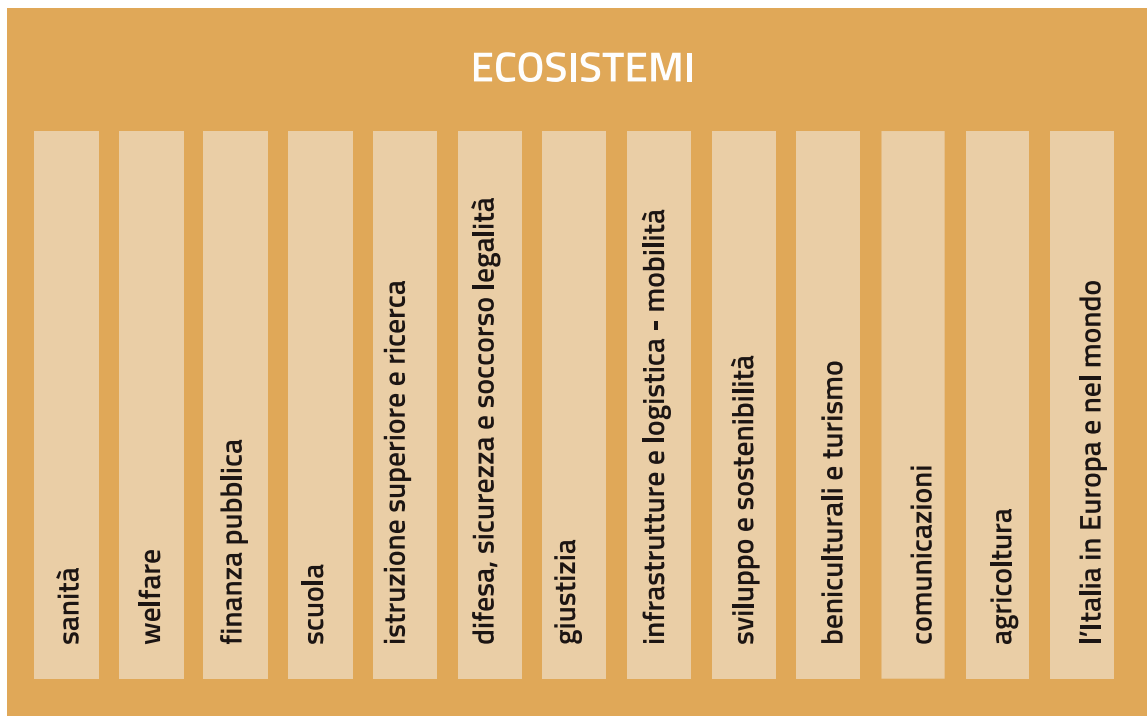 ECOSISTEMI
sanità
welfare
finanza pubblica
scuola
istruzione superiore e ricerca
difesa, sicurezza e soccorso legalità
giustizia
infrastrutture e logistica - mobilità
sviluppo e sostenibilità
beniculturali e turismo
comunicazioni
agricoltura
l'Italia in Europa e nel mondo